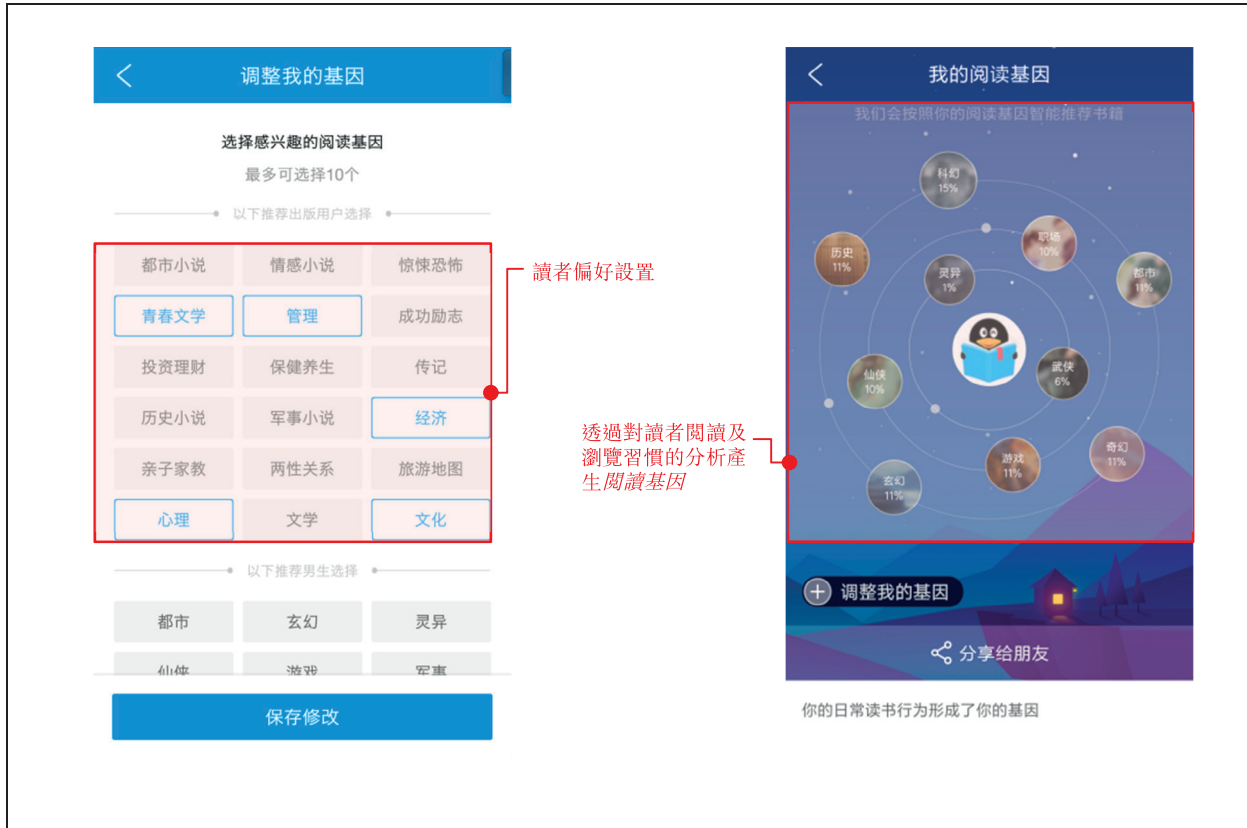 调整我的基因
选择感兴趣的阅读基因
最多可选择10个
以下推荐出版用户选择
都市小说 情感小说 惊悚恐怖
青春文学 管理 成功励志
投资理财 保健养生 传记
历史小说 军事小说 经济
亲子家教 两性关系 旅游地图
心理 文学 文化
以下推荐男生选择
都市 玄幻 灵异
仙侠 游戏 军事
保存修改
讀者偏好設置
透過對讀者閱讀及
瀏覽習慣的分析產
生閱讀基因
我的阅读基因
我们会按照你的阅读基因智能推荐书籍
科幻
15%
职场
10%
历史
11%
灵异
1%
都市
11%
仙侠
10%
武侠
6%
奇幻
11%
游戏
11%
玄幻
11%
调整我的基因
分享给朋友
你的日常读书行为形成了你的基因